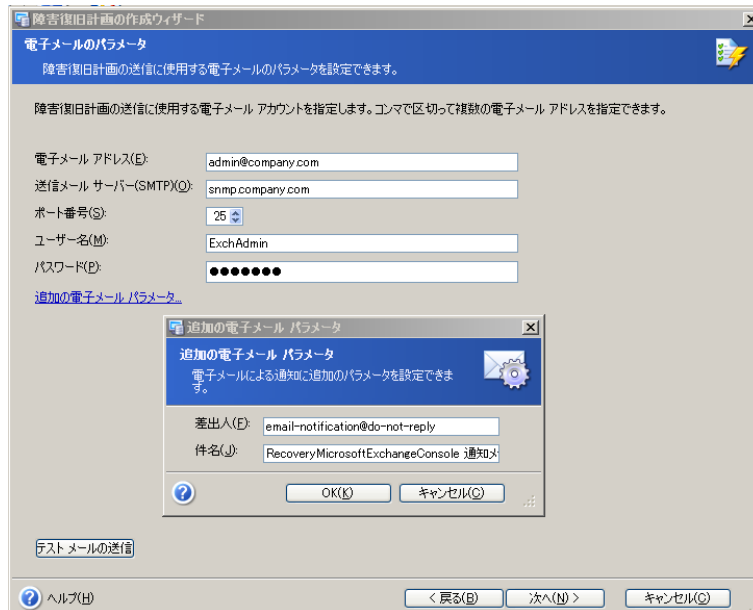 障害復旧計画の作成ウィザード
電子メールのパラメータ
障害復旧計画の送信に使用する電子メールのパラメータを設定できます。
障害復旧計画の送信に使用する電子メール アカウントを指定します。コンマで区切って複数の電子メール アドレスを指定できます。
電子メール アドレス(E): admin@company.com
送信メール サーバー(SMTP)(O): snmp.company.com
ポート番号(S): 25
ユーザー名(M): ExchAdmin
パスワード(P): ●●●●●●●
追加の電子メール パラメータ...
追加の電子メール パラメータ
追加の電子メール パラメータ
電子メールによる通知に追加のパラメータを設定できま
す。
差出人(F): email-notification@do-not-reply
件名(J): RecoveryMicrosoftExchangeConsole 通知メ
OK(K) キャンセル(C)
テスト メールの送信
ヘルプ(H) < 戻る(B) 次へ(N) > キャンセル(C)